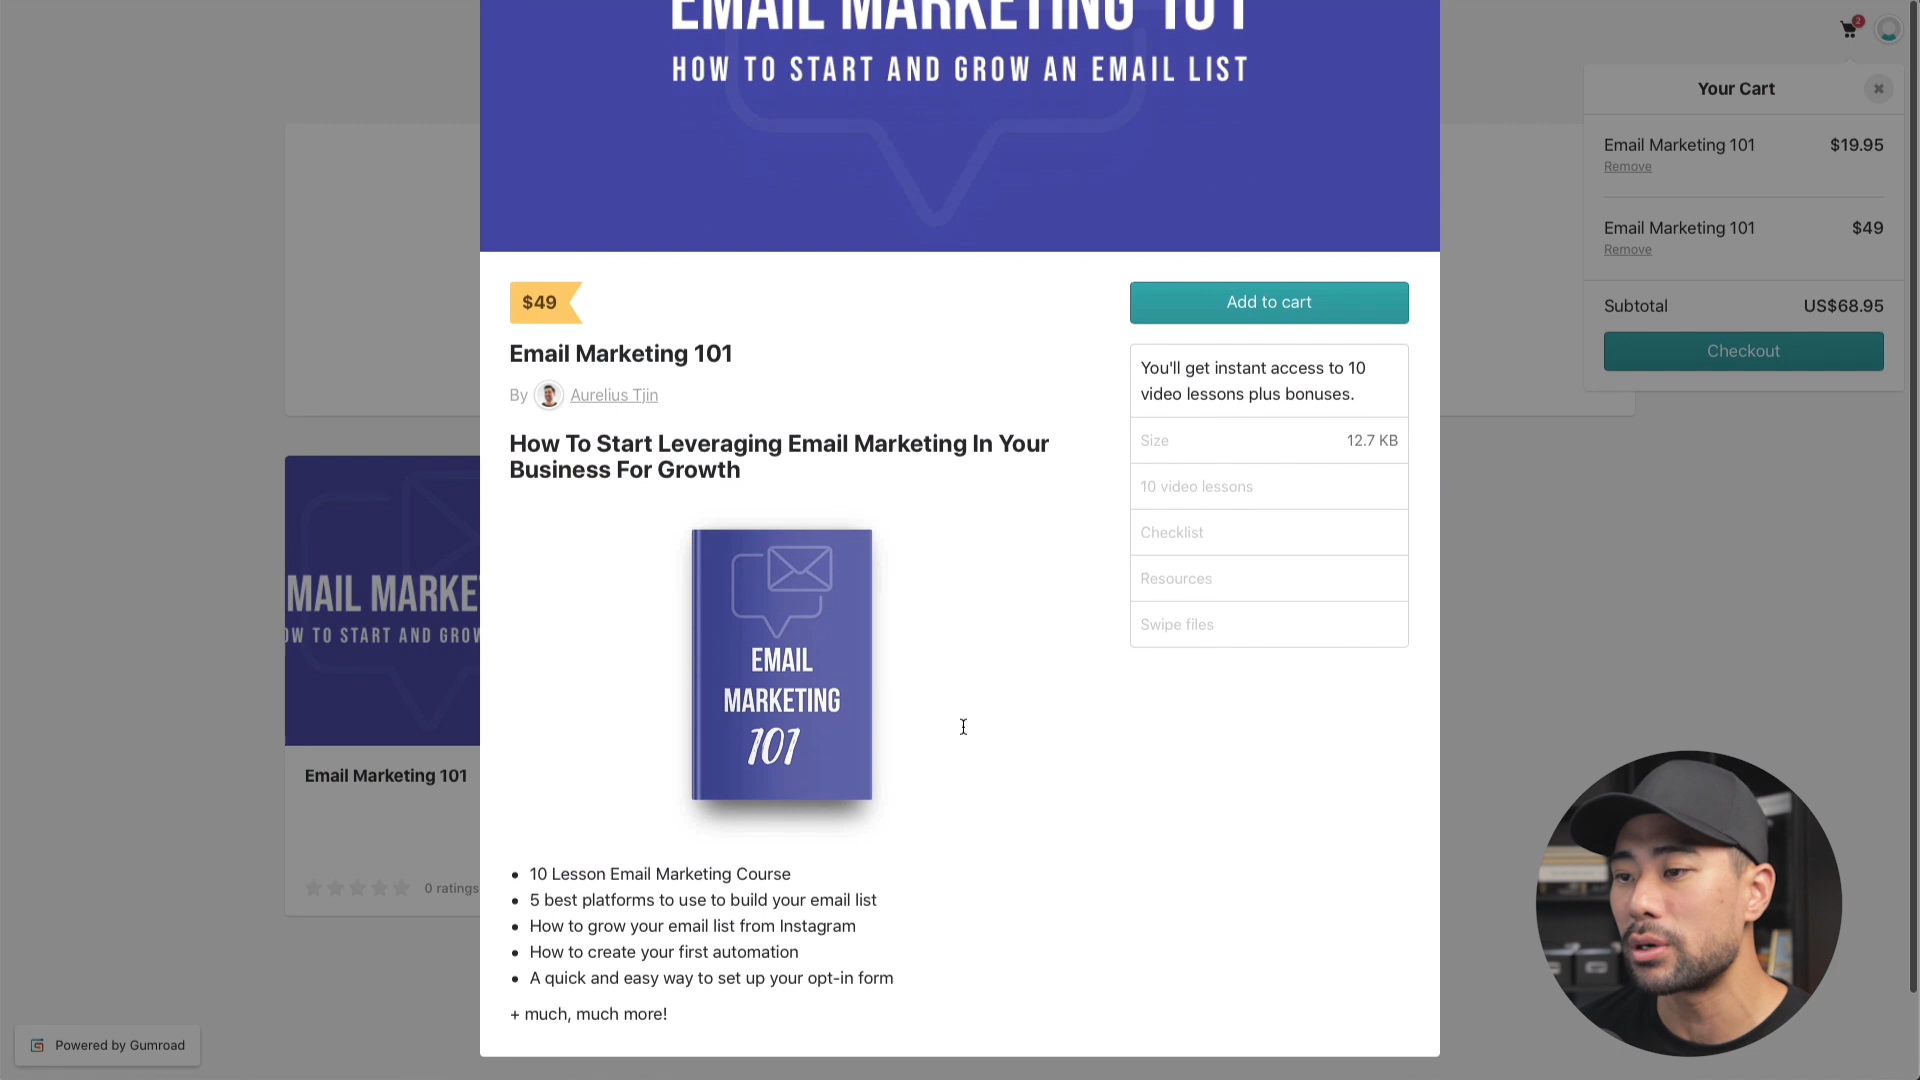 EMAIL MARKETING 101
HOW TO START AND GROW AN EMAIL LIST
2
Your Cart
Email Marketing 101 $19.95
Remove
Email Marketing 101 $49
Remove
Subtotal US$68.95
Checkout
$49
Add to cart
Email Marketing 101
By Aurelius Tjin
How To Start Leveraging Email Marketing In Your
Business For Growth
You'll get instant access to 10
video lessons plus bonuses.
Size 12.7 KB
10 video lessons
Checklist
Resources
Swipe files
EMAIL
MARKETING
101
10 Lesson Email Marketing Course
5 best platforms to use to build your email list
How to grow your email list from Instagram
How to create your first automation
A quick and easy way to set up your opt-in form
+ much, much more!
MAIL MARKE
OW TO START AND GROW
Email Marketing 101
0 ratings
Powered by Gumroad